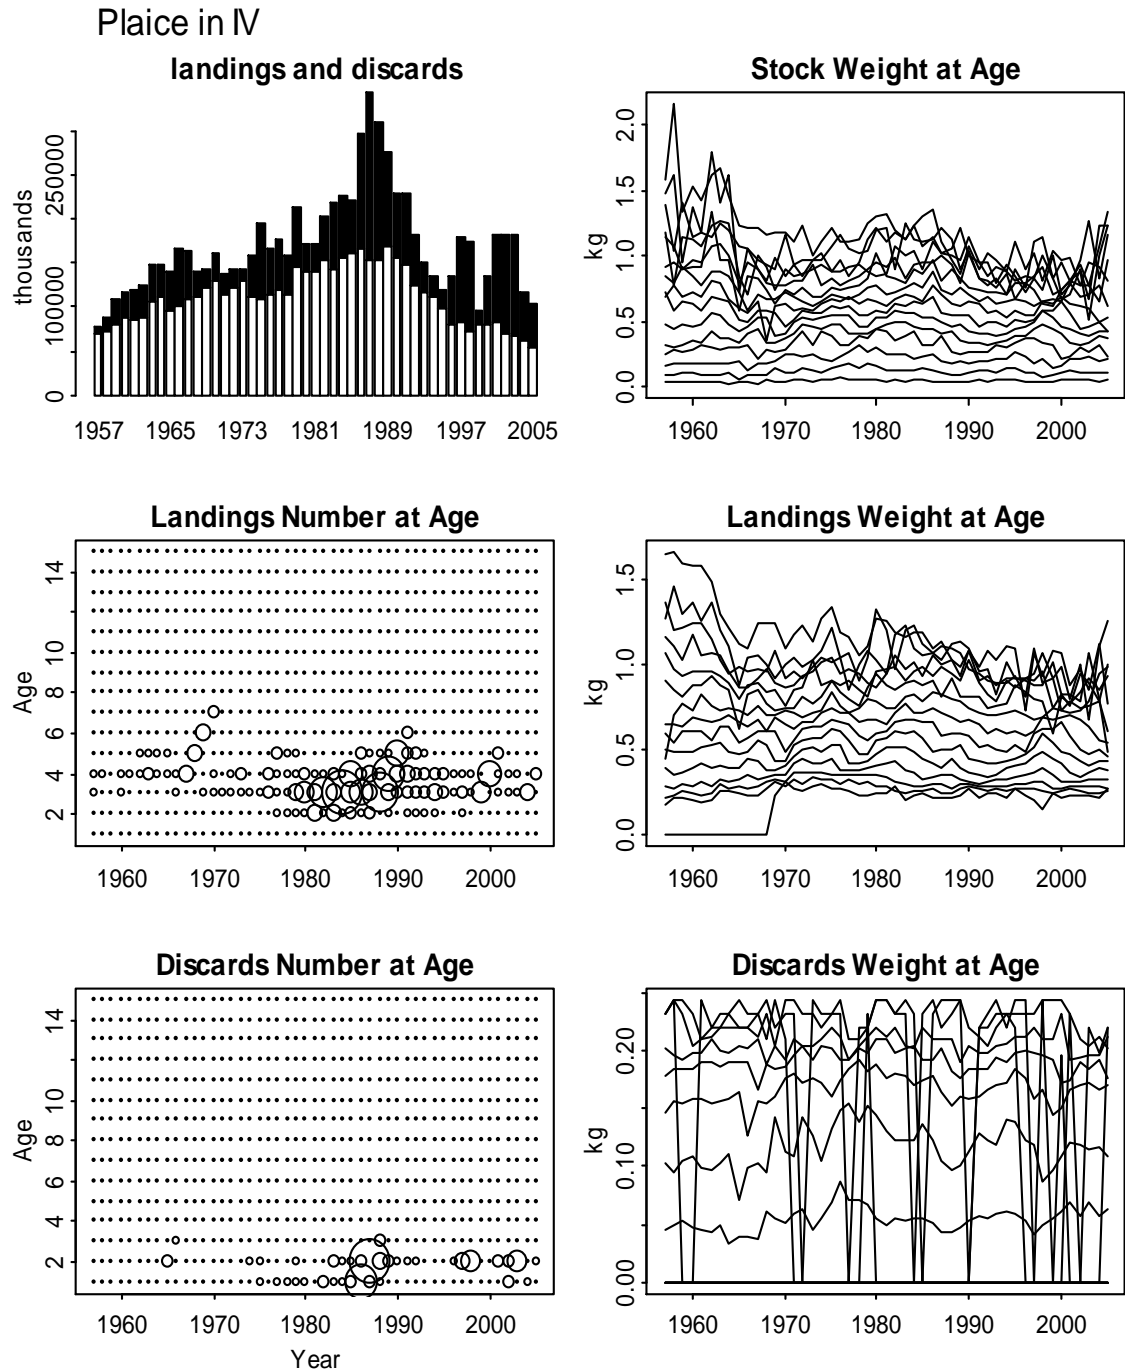 Plaice in IV
landings and discards
thousands
0 100000 250000
1957 1965 1973 1981 1989 1997 2005
Stock Weight at Age
kg
0.0 0.5 1.0 1.5 2.0
1960 1970 1980 1990 2000
Landings Number at Age
Age
2 4 6 8 10 14
1960 1970 1980 1990 2000
Landings Weight at Age
kg
0.0 0.5 1.0 1.5
1960 1970 1980 1990 2000
Discards Number at Age
Age
2 4 6 8 10 14
1960 1970 1980 1990 2000
Year
Discards Weight at Age
kg
0.00 0.10 0.20
1960 1970 1980 1990 2000